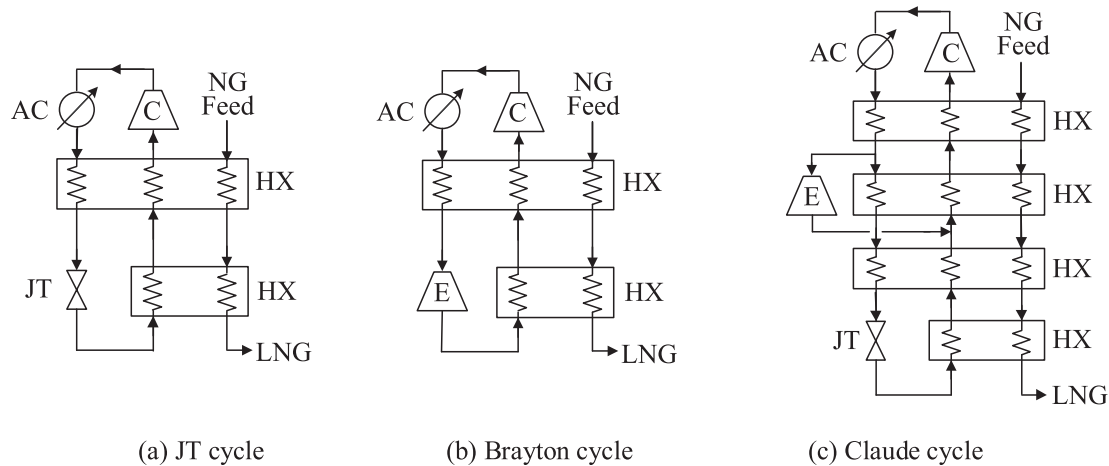 AC
C
NG
Feed
HX
JT
HX
LNG
(a) JT cycle
AC
C
NG
Feed
HX
E
HX
LNG
(b) Brayton cycle
AC
C
NG
Feed
HX
E
HX
HX
JT
HX
LNG
(c) Claude cycle